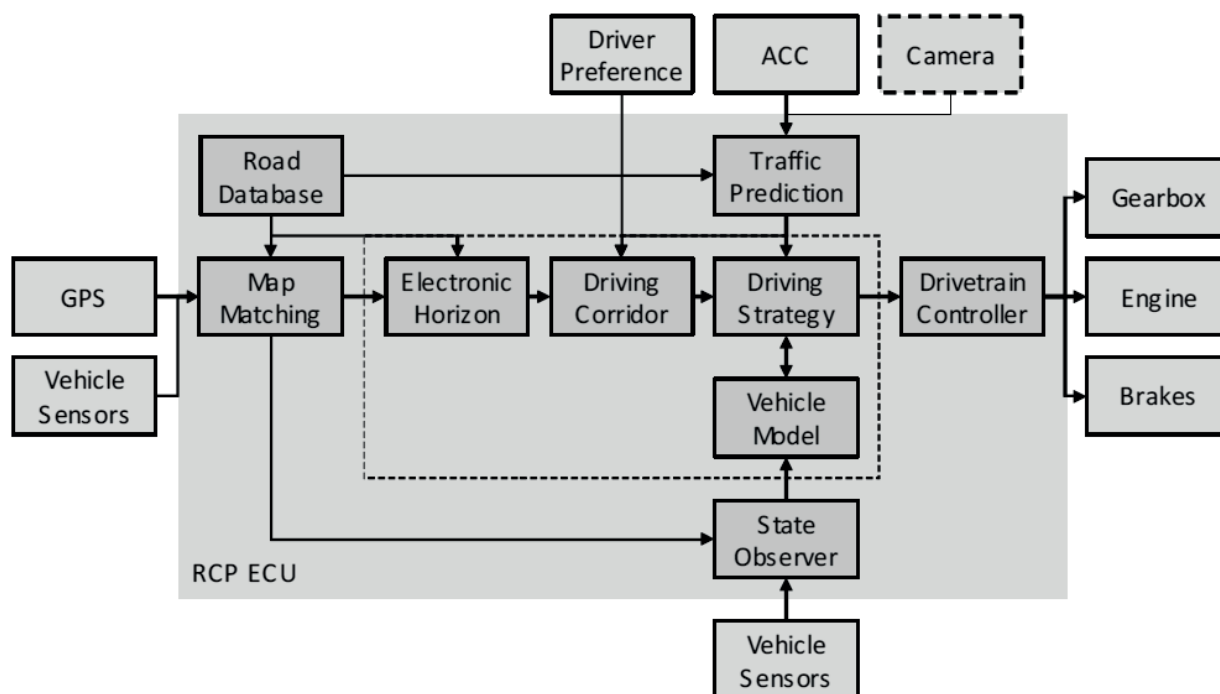 Driver
Preference
ACC
Camera
Road
Database
Traffic
Prediction
Gearbox
GPS
Map
Matching
Electronic
Horizon
Driving
Corridor
Driving
Strategy
Drivetrain
Controller
Engine
Vehicle
Sensors
Vehicle
Model
Brakes
State
Observer
RCP ECU
Vehicle
Sensors